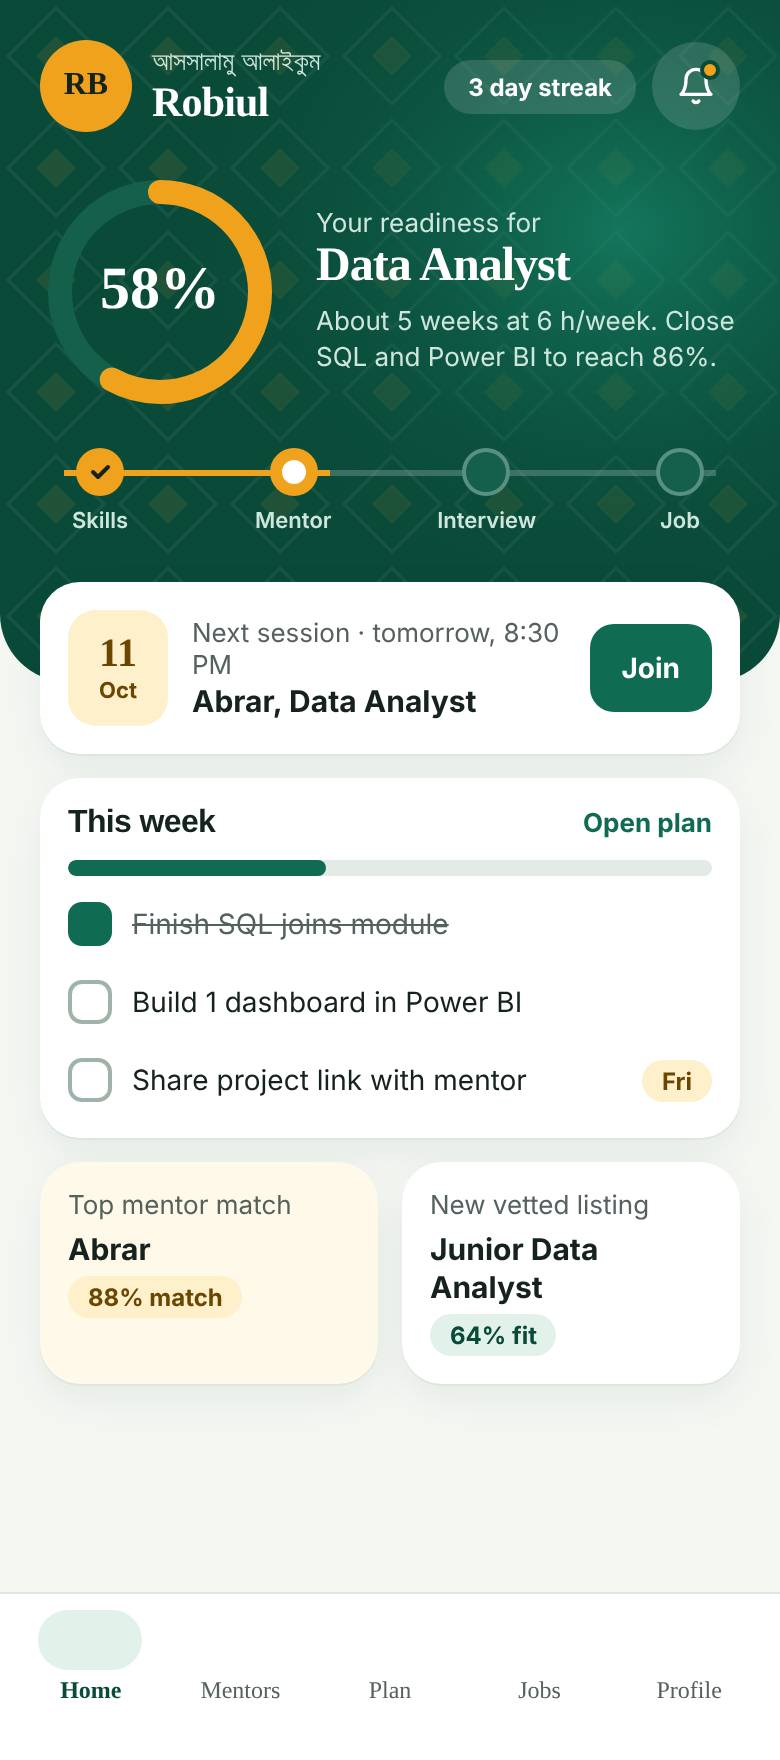 RB
আসসালামু আলাইকুম
Robiul
3 day streak
58%
Your readiness for
Data Analyst
About 5 weeks at 6 h/week. Close
SQL and Power BI to reach 86%.
Skills
Mentor
Interview
Job
11
Oct
Next session · tomorrow, 8:30
PM
Abrar, Data Analyst
Join
This week
Open plan
Finish SQL joins module
Build 1 dashboard in Power BI
Share project link with mentor
Fri
Top mentor match
Abrar
88% match
New vetted listing
Junior Data
Analyst
64% fit
Home
Mentors
Plan
Jobs
Profile